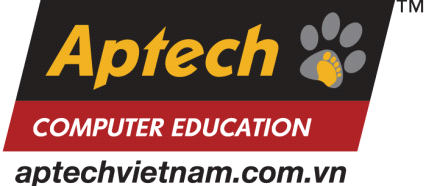 Aptech
TM
COMPUTER EDUCATION
aptechvietnam.com.vn